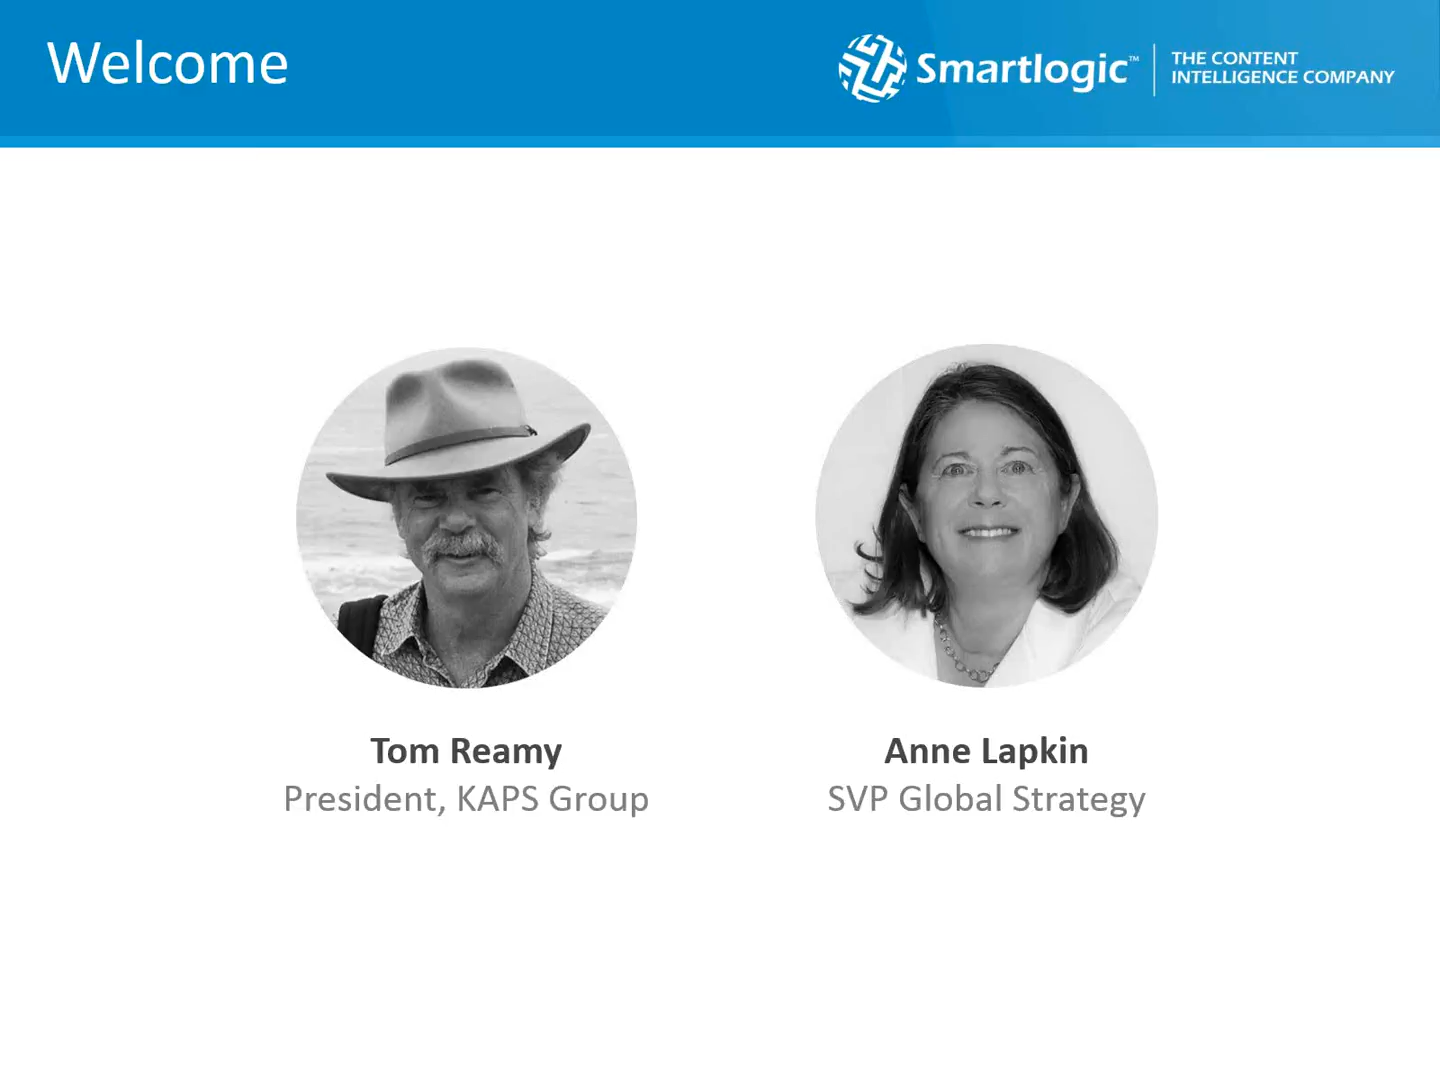 Welcome
Smartlogic™
THE CONTENT
INTELLIGENCE COMPANY
Tom Reamy
President, KAPS Group
Anne Lapkin
SVP Global Strategy